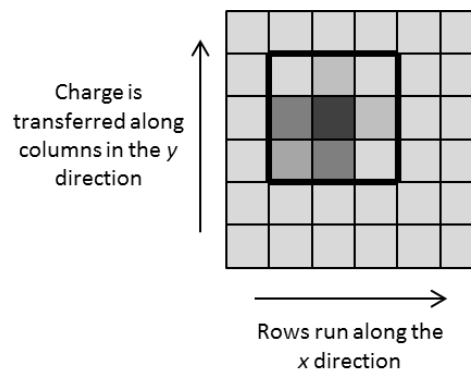 Charge is
transferred along
columns in the y
direction
Rows run along the
x direction